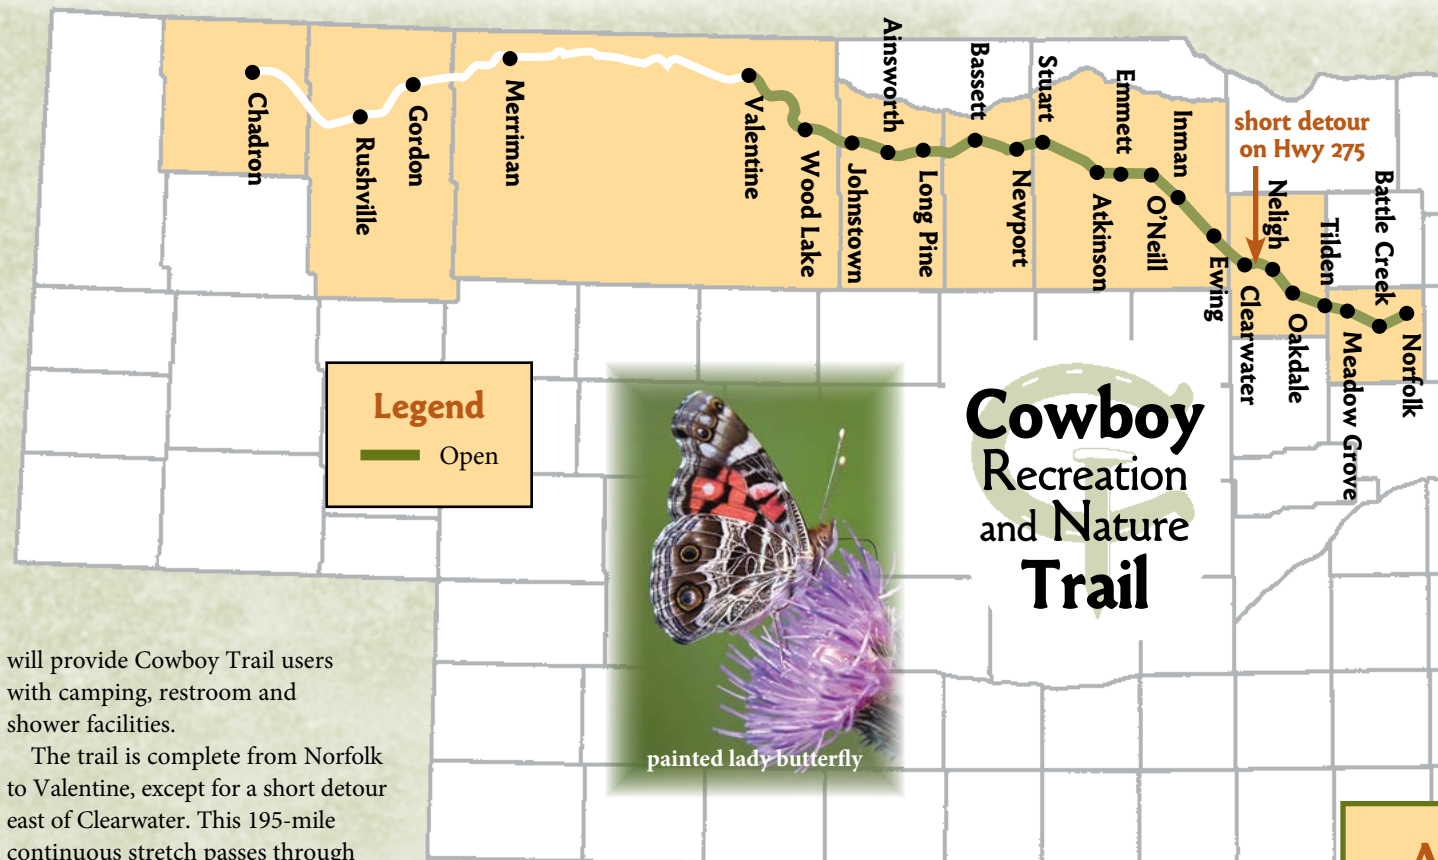 Chadron
Rushville
Gordon
Merriman
Valentine
Wood Lake
Johnstown
Ainsworth
Long Pine
Bassett
Newport
Stuart
Atkinson
Emmett
O'Neill
Inman
Ewing
short detour
on Hwy 275
Clearwater
Neligh
Oakdale
Tilden
Meadow Grove
Battle Creek
Norfolk
Legend
Open
Cowboy
Recreation
and Nature
Trail
painted lady butterfly
will provide Cowboy Trail users
with camping, restroom and
shower facilities.
The trail is complete from Norfolk
to Valentine, except for a short detour
east of Clearwater. This 195-mile
continuous stretch passes through